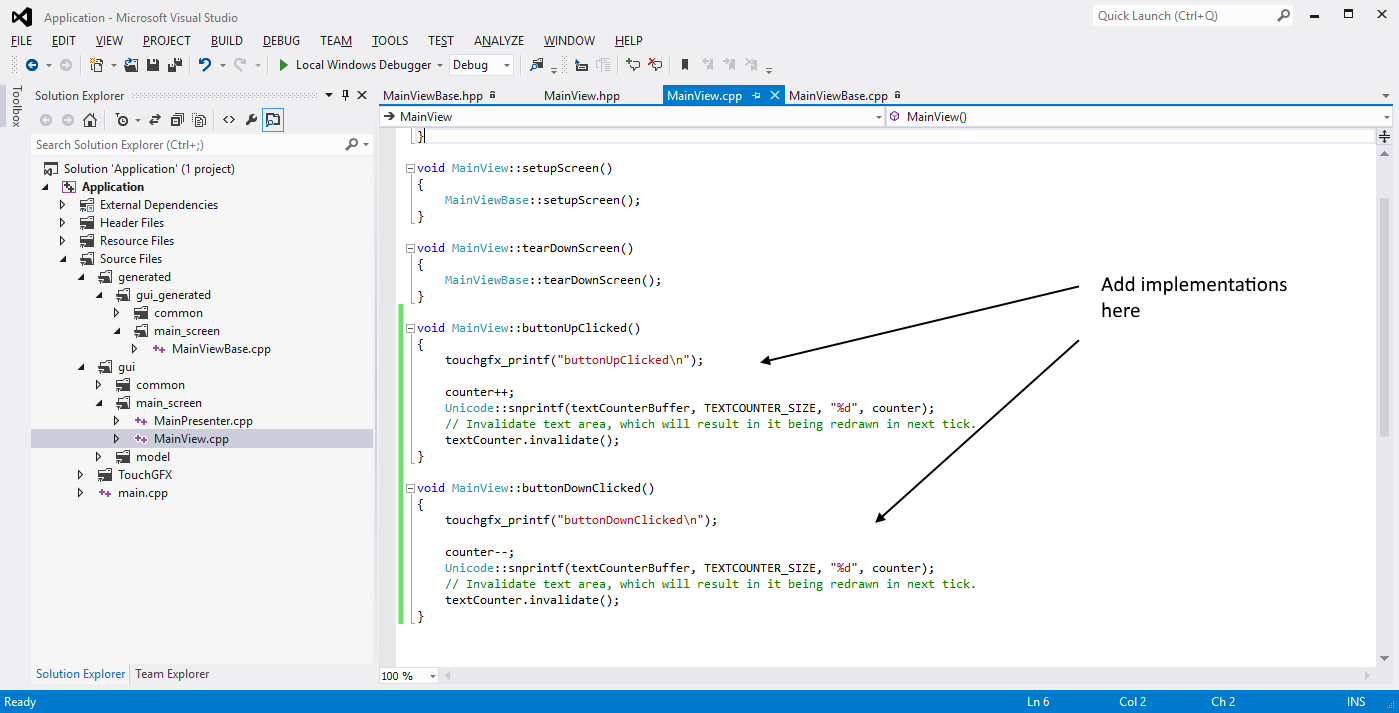 Application - Microsoft Visual Studio
Quick Launch (Ctrl+Q)
FILE EDIT VIEW PROJECT BUILD DEBUG TEAM TOOLS TEST ANALYZE WINDOW HELP
Local Windows Debugger Debug
Toolbox
Solution Explorer
MainViewBase.hpp MainView.hpp MainView.cpp MainViewBase.cpp
MainView MainView()
Search Solution Explorer (Ctrl+;)
Solution 'Application' (1 project)
Application
External Dependencies
Header Files
Resource Files
Source Files
generated
gui_generated
common
main_screen
MainViewBase.cpp
gui
common
main_screen
MainPresenter.cpp
MainView.cpp
model
TouchGFX
main.cpp
Solution Explorer Team Explorer
}
void MainView::setupScreen()
{
MainViewBase::setupScreen();
}
void MainView::tearDownScreen()
{
MainViewBase::tearDownScreen();
}
void MainView::buttonUpClicked()
{
touchgfx_printf("buttonUpClicked\n");
counter++;
Unicode::snprintf(textCounterBuffer, TEXTCOUNTER_SIZE, "%d", counter);
// Invalidate text area, which will result in it being redrawn in next tick.
textCounter.invalidate();
}
void MainView::buttonDownClicked()
{
touchgfx_printf("buttonDownClicked\n");
counter--;
Unicode::snprintf(textCounterBuffer, TEXTCOUNTER_SIZE, "%d", counter);
// Invalidate text area, which will result in it being redrawn in next tick.
textCounter.invalidate();
}
Add implementations
here
100 %
Ready Ln 6 Col 2 Ch 2 INS